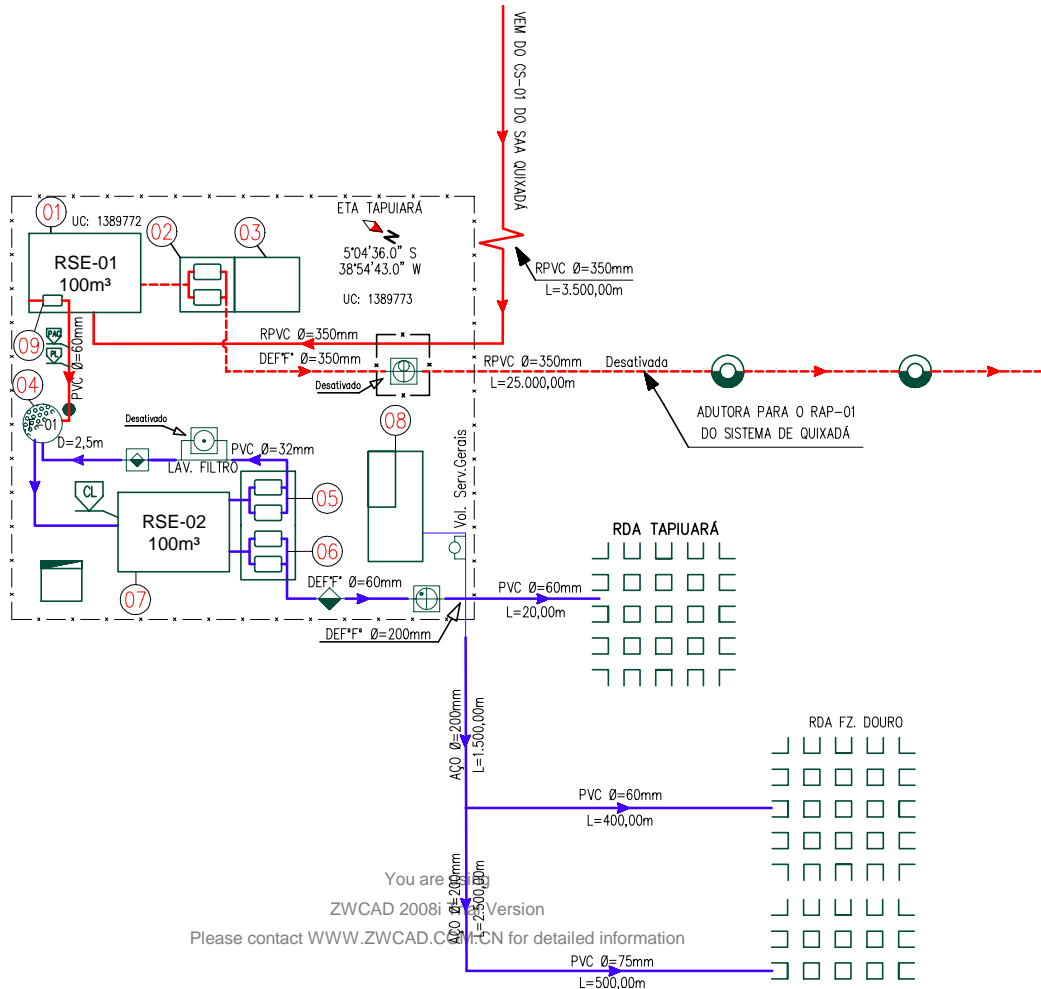 VEM DO CS-01 DO SAA QUIXADÁ
01
UC: 1389772
02
03
ETA TAPUIARÁ
N
5°04'36.0" S
38°54'43.0" W
UC: 1389773
RSE-01
100m³
RPVC Ø=350mm
L=3.500,00m
09
PAC
PL
PVC Ø=60mm
RPVC Ø=350mm
DEF°F° Ø=350mm
Desativado
RPVC Ø=350mm
Desativada
L=25.000,00m
ADUTORA PARA O RAP-01
DO SISTEMA DE QUIXADÁ
04
-01
D=2,5m
Desativado
PVC Ø=32mm
LAV. FILTRO
08
Vol. Serv.Gerais
CL
RSE-02
100m³
05
06
07
DEF°F° Ø=60mm
PVC Ø=60mm
L=20,00m
DEF°F° Ø=200mm
RDA TAPIUARÁ
AÇO Ø=200mm
L=1.500,00m
RDA FZ. DOURO
PVC Ø=60mm
L=400,00m
AÇO Ø=200mm
L=2.500,00m
PVC Ø=75mm
L=500,00m
You are using
ZWCAD 2008i Trial Version
Please contact WWW.ZWCAD.COM.CN for detailed information